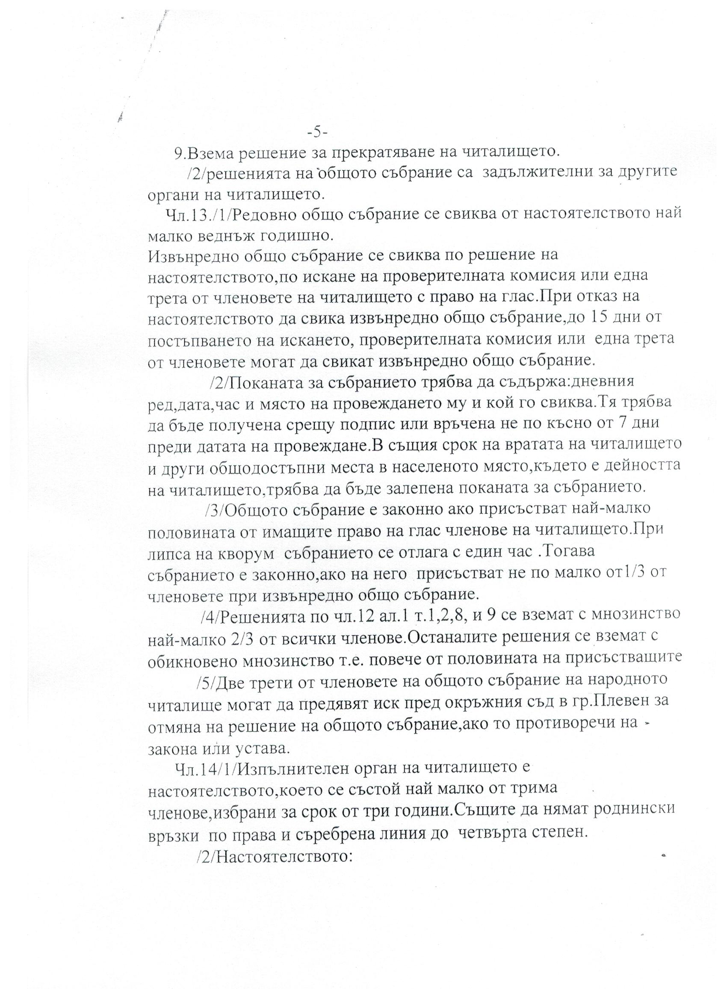 -5-
9.Взема решение за прекратяване на читалището.
/2/решенията на общото събрание са задължителни за другите
органи на читалището.
Чл.13./1/Редовно общо събрание се свиква от настоятелството най
малко веднъж годишно.
Извънредно общо събрание се свиква по решение на
настоятелството,по искане на проверителната комисия или една
трета от членовете на читалището с право на глас.При отказ на
настоятелството да свика извънредно общо събрание,до 15 дни от
постъпването на искането, проверителната комисия или една трета
от членовете могат да свикат извънредно общо събрание.
/2/Поканата за събранието трябва да съдържа:дневния
ред,дата,час и място на провеждането му и кой го свиква.Тя трябва
да бъде получена срещу подпис или връчена не по късно от 7 дни
преди датата на провеждане.В същия срок на вратата на читалището
и други общодостъпни места в населеното място,където е дейността
на читалището,трябва да бъде залепена поканата за събранието.
/3/Общото събрание е законно ако присъстват най-малко
половината от имащите право на глас членове на читалището.При
липса на кворум събранието се отлага с един час .Тогава
събранието е законно,ако на него присъстват не по малко от1/3 от
членовете при извънредно общо събрание.
/4/Решенията по чл.12 ал.1 т.1,2,8, и 9 се вземат с мнозинство
най-малко 2/3 от всички членове.Останалите решения се вземат с
обикновено мнозинство т.е. повече от половината на присъстващите
/5/Две трети от членовете на общото събрание на народното
читалище могат да предявят иск пред окръжния съд в гр.Плевен за
отмяна на решение на общото събрание,ако то противоречи на
закона или устава.
Чл.14/1/Изпълнителен орган на читалището е
настоятелството,което се състой най малко от трима
членове,избрани за срок от три години.Същите да нямат роднински
връзки по права и съребрена линия до четвърта степен.
/2/Настоятелството: